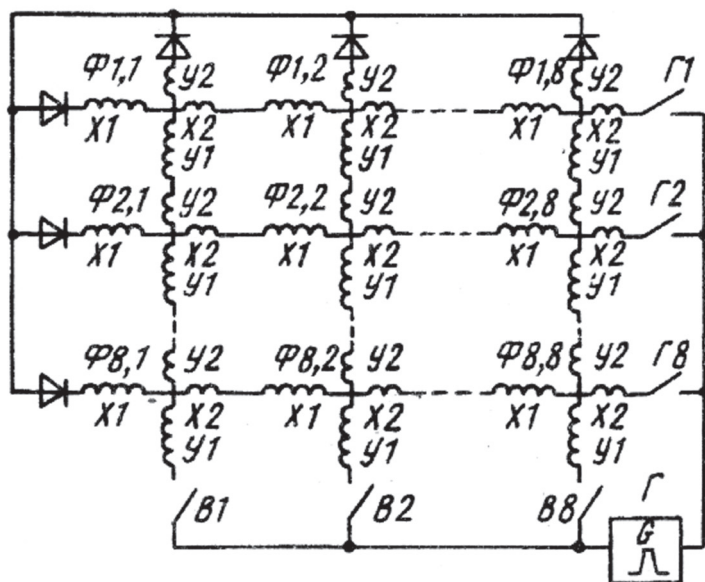 Ф1,1 У2 Ф1,2 У2 Ф1,8 У2 Г1
Х1 Х2 Х1 Х2 Х1 Х2
У1 У1 У1
Ф2,1 У2 Ф2,2 У2 Ф2,8 У2 Г2
Х1 Х2 Х1 Х2 Х1 Х2
У1 У1 У1
Ф8,1 У2 Ф8,2 У2 Ф8,8 У2 Г8
Х1 Х2 Х1 Х2 Х1 Х2
У1 У1 У1
В1 В2 В8 Г
G